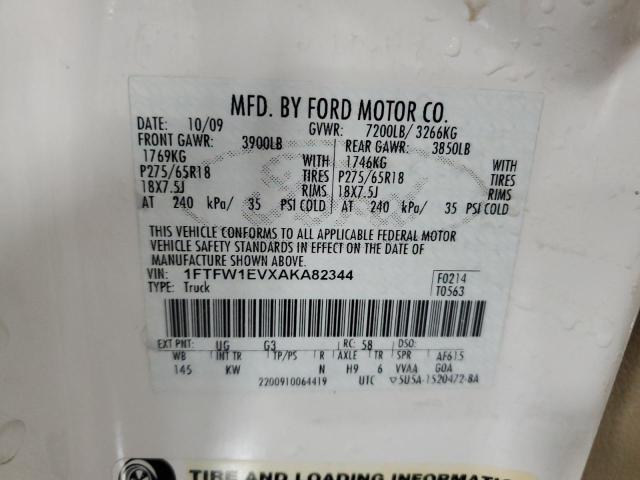 MFD. BY FORD MOTOR CO.
DATE: 10/09 GVWR: 7200LB/ 3266KG
FRONT GAWR: 3900LB REAR GAWR: 3850LB
1769KG WITH 1746KG WITH
P275/65R18 TIRES P275/65R18 TIRES
18X7.5J RIMS 18X7.5J RIMS
AT 240 kPa/ 35 PSI COLD AT 240 kPa/ 35 PSI COLD
THIS VEHICLE CONFORMS TO ALL APPLICABLE FEDERAL MOTOR
VEHICLE SAFETY STANDARDS IN EFFECT ON THE DATE OF
MANUFACTURE SHOWN ABOVE.
VIN: 1FTFW1EVXAKA82344 F0214
TYPE: Truck T0563
EXT PNT: UG G3 RC: 58 DSO:
WB INT TR TP/PS R AXLE TR SPR AF615
145 KW N H9 6 VVAA GOA
2200910064419 UTC 5U5A-1520472-BA
TIRE AND LOADING INFORMATION